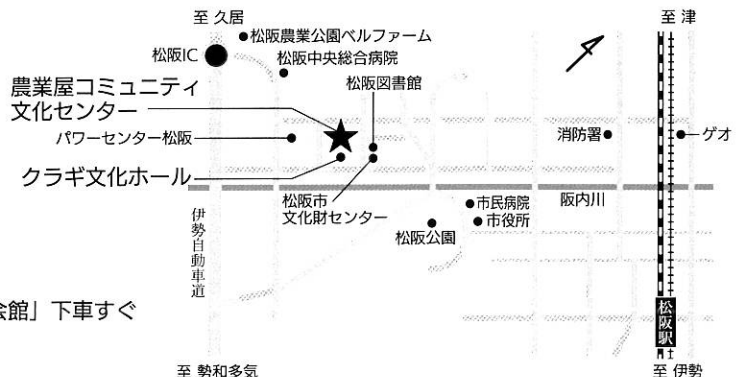 至 久居
至 津
松阪農業公園ベルファーム
松阪IC
松阪中央総合病院
農業屋コミュニティ
文化センター
松阪図書館
パワーセンター松阪
消防署
ゲオ
クラギ文化ホール
松阪市
文化財センター
阪内川
市民病院
市役所
松阪公園
伊勢自動車道
会館」下車すぐ
松阪駅
至 勢和多気
至 伊勢